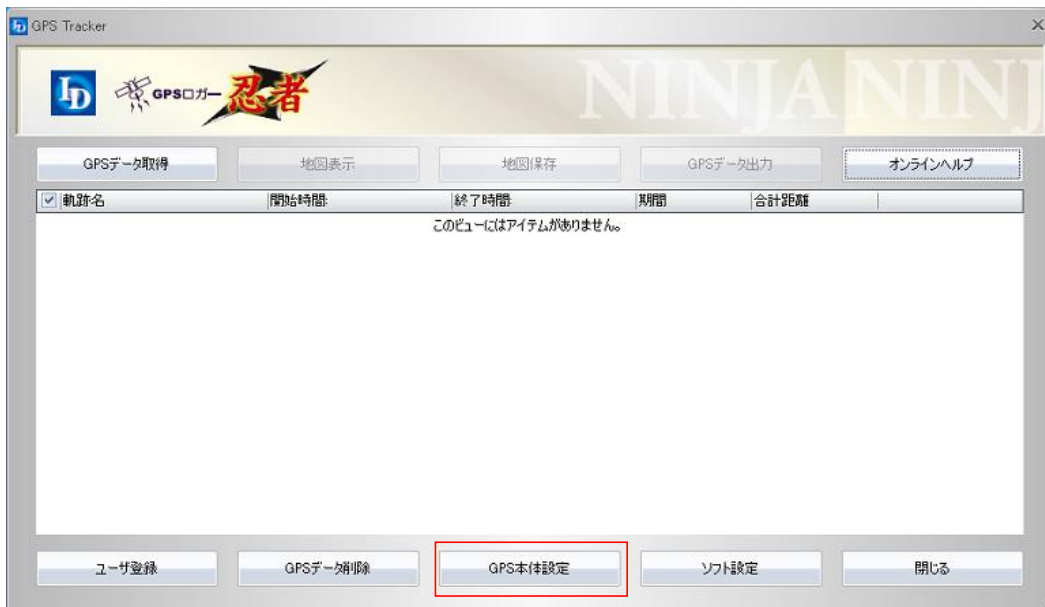 GPS Tracker
GPSロガー 忍者
NINJA NINJ
GPSデータ取得 地図表示 地図保存 GPSデータ出力 オンラインヘルプ
軌跡名 開始時間: 終了時間: 期間 合計距離
このビューにはアイテムがありません。
ユーザ登録 GPSデータ削除 GPS本体設定 ソフト設定 閉じる